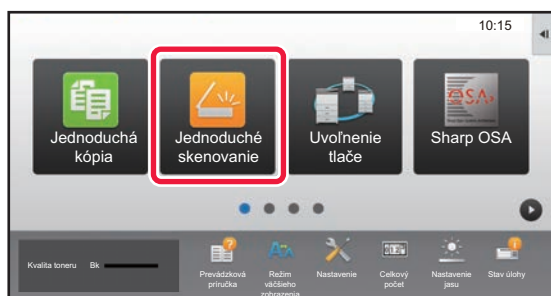 10:15
Jednoduchá
kópia
Jednoduché
skenovanie
Uvoľnenie
tlače
Sharp OSA
Kvalita toneru Bk
Prevádzková
príručka
Režim
väčšieho
zobrazenia
Nastavenie
Celkový
počet
Nastavenie
jasu
Stav úlohy